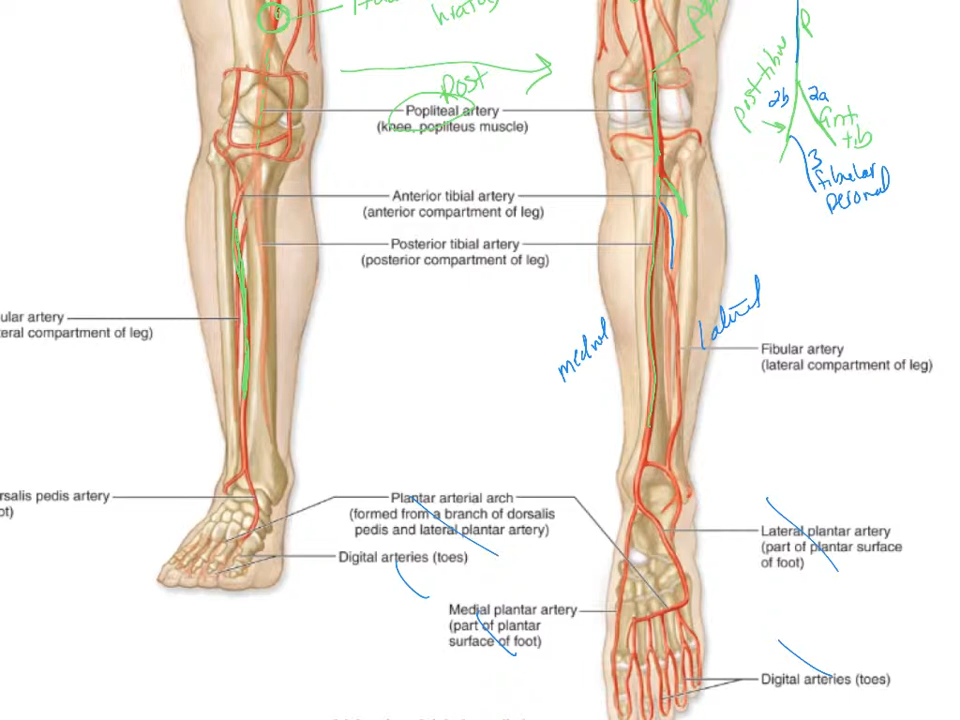 Post
Popliteal artery
(knee, popliteus muscle)
P
post tibial
2b
2a
Ant.
tib
3
fibular
peronal
Anterior tibial artery
(anterior compartment of leg)
Posterior tibial artery
(posterior compartment of leg)
ular artery
teral compartment of leg)
medial
lateral
Fibular artery
(lateral compartment of leg)
rsalis pedis artery
ot)
Plantar arterial arch
(formed from a branch of dorsalis
pedis and lateral plantar artery)
Digital arteries (toes)
Lateral plantar artery
(part of plantar surface
of foot)
Medial plantar artery
(part of plantar
surface of foot)
Digital arteries (toes)